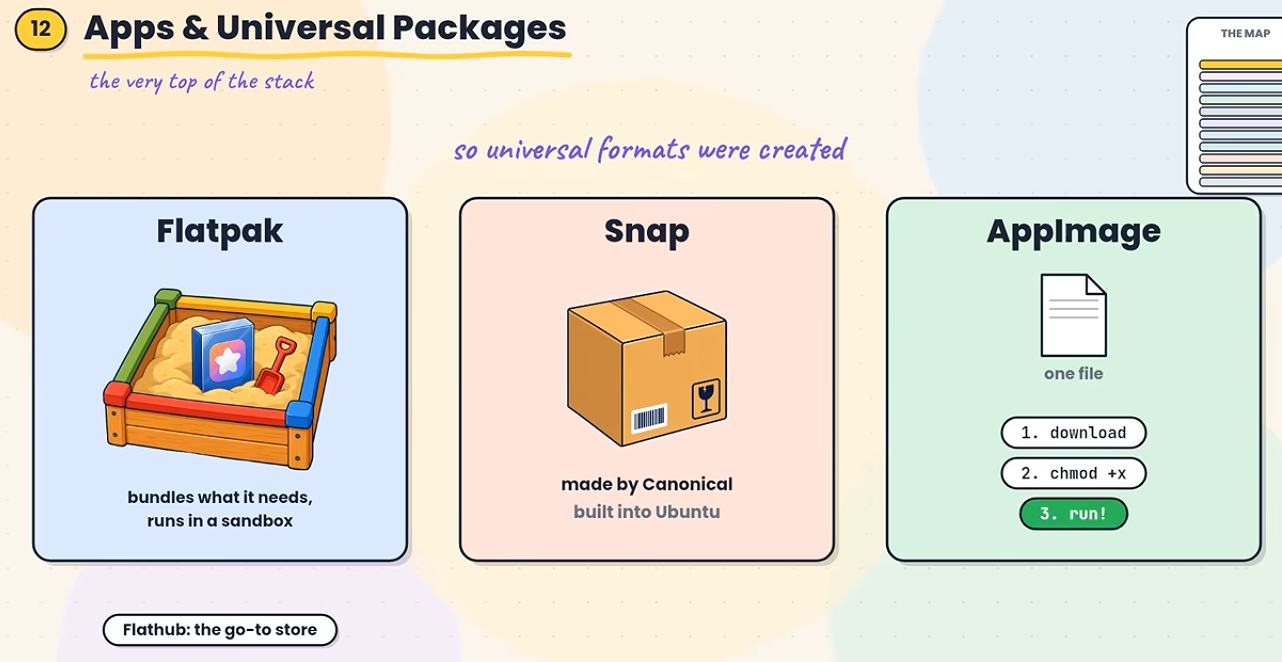 12
Apps & Universal Packages
the very top of the stack
THE MAP
so universal formats were created
Flatpak
bundles what it needs,
runs in a sandbox
Flathub: the go-to store
Snap
made by Canonical
built into Ubuntu
AppImage
one file
1. download
2. chmod +x
3. run!